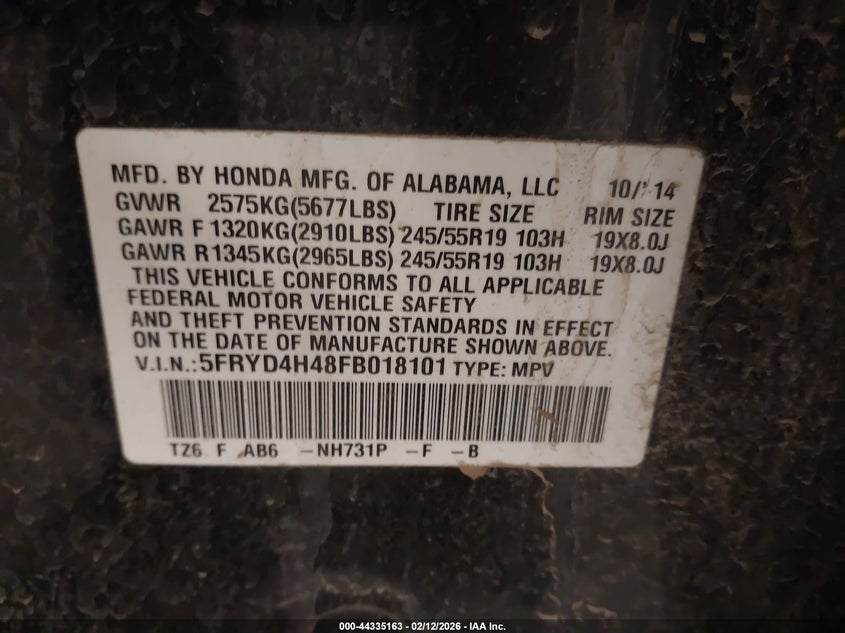 MFD. BY HONDA MFG. OF ALABAMA, LLC 10/'14
GVWR 2575KG(5677LBS) TIRE SIZE RIM SIZE
GAWR F 1320KG(2910LBS) 245/55R19 103H 19X8.0J
GAWR R1345KG(2965LBS) 245/55R19 103H 19X8.0J
THIS VEHICLE CONFORMS TO ALL APPLICABLE
FEDERAL MOTOR VEHICLE SAFETY
AND THEFT PREVENTION STANDARDS IN EFFECT
ON THE DATE OF MANUFACTURE SHOWN ABOVE.
V.I.N.:5FRYD4H48FB018101 TYPE: MPV
TZ6 F AB6 -NH731P -F -B
000-44335163 - 02/12/2026 - IAA Inc.